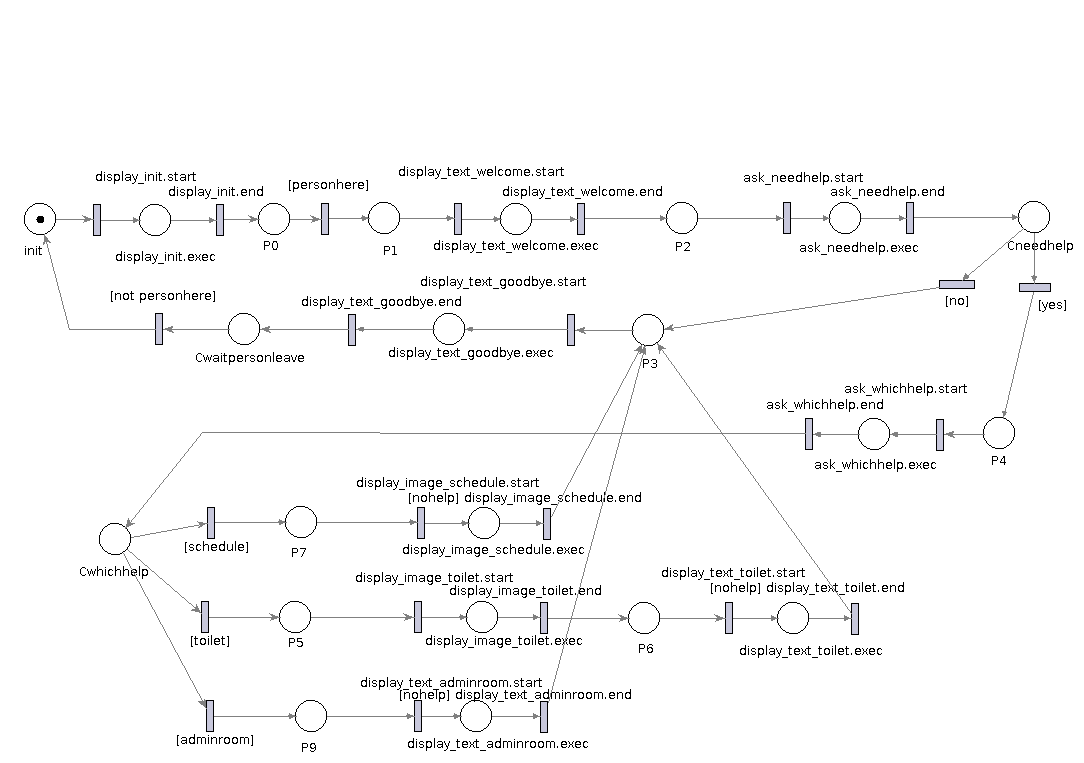 display_init.start
display_init.end
[personhere]
display_text_welcome.start
display_text_welcome.end
ask_needhelp.start
ask_needhelp.end
init
display_init.exec
P0
P1
display_text_welcome.exec
P2
ask_needhelp.exec
Cneedhelp
[not personhere]
display_text_goodbye.end
display_text_goodbye.start
[no]
[yes]
Cwaitpersonleave
display_text_goodbye.exec
P3
ask_whichhelp.start
ask_whichhelp.end
ask_whichhelp.exec
P4
display_image_schedule.start
[nohelp] display_image_schedule.end
[schedule]
P7
display_image_schedule.exec
Cwhichhelp
display_image_toilet.start
display_image_toilet.end
display_text_toilet.start
[nohelp] display_text_toilet.end
[toilet]
P5
display_image_toilet.exec
P6
display_text_toilet.exec
display_text_adminroom.start
[nohelp] display_text_adminroom.end
[adminroom]
P9
display_text_adminroom.exec